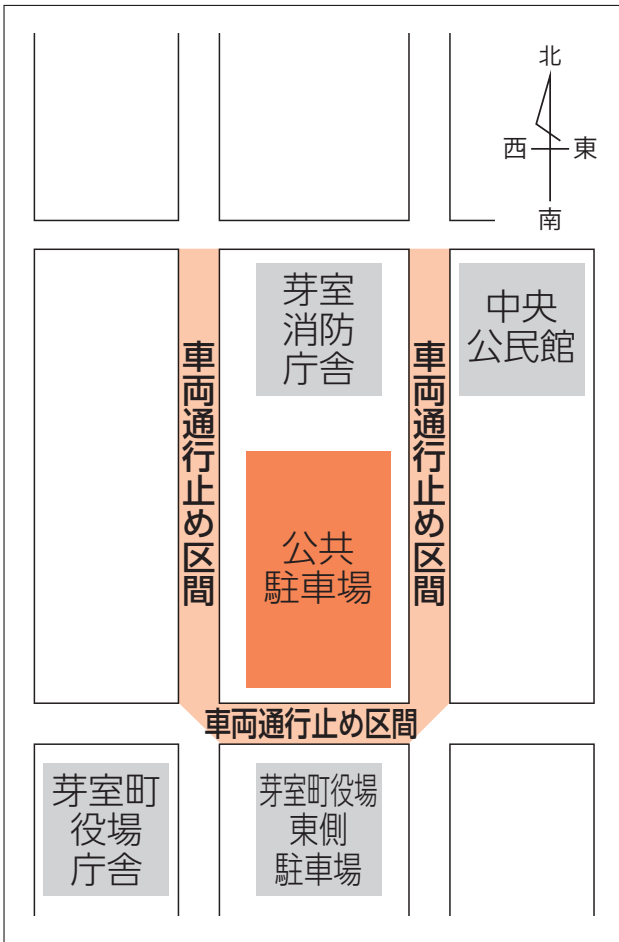 北
西
東
南
芽室
消防
庁舎
中央
公民館
車両通行止め区間
車両通行止め区間
公共
駐車場
車両通行止め区間
芽室町
役場
庁舎
芽室町役場
東側
駐車場